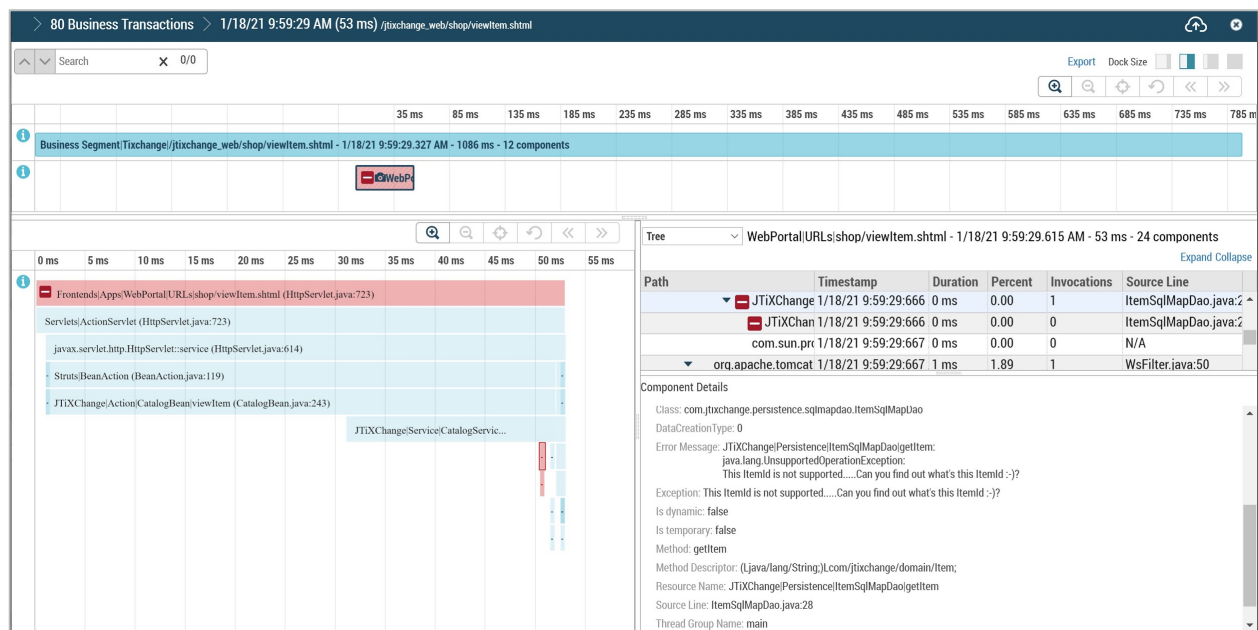 80 Business Transactions 1/18/21 9:59:29 AM (53 ms) /jtixchange_web/shop/viewItem.shtml
Search 0/0
Export Dock Size
35 ms 85 ms 135 ms 185 ms 235 ms 285 ms 335 ms 385 ms 435 ms 485 ms 535 ms 585 ms 635 ms 685 ms 735 ms 785 m
Business Segment|Tixchange|/jtixchange_web/shop/viewItem.shtml - 1/18/21 9:59:29.327 AM - 1086 ms - 12 components
WebPo
Tree WebPortal|URLs|shop/viewItem.shtml - 1/18/21 9:59:29.615 AM - 53 ms - 24 components
Expand Collapse
0 ms 5 ms 10 ms 15 ms 20 ms 25 ms 30 ms 35 ms 40 ms 45 ms 50 ms 55 ms
Frontends|Apps|WebPortal|URLs|shop/viewItem.shtml (HttpServlet.java:723)
Servlets|ActionServlet (HttpServlet.java:723)
javax.servlet.http.HttpServlet::service (HttpServlet.java:614)
Struts|BeanAction (BeanAction.java:119)
JTiXChange|Action|CatalogBean|viewItem (CatalogBean.java:243)
JTiXChange|Service|CatalogServic...
Path Timestamp Duration Percent Invocations Source Line
JTiXChange 1/18/21 9:59:29:666 0 ms 0.00 1 ItemSqlMapDao.java:2
JTiXChan 1/18/21 9:59:29:666 0 ms 0.00 0 ItemSqlMapDao.java:2
com.sun.pro 1/18/21 9:59:29:667 0 ms 0.00 0 N/A
org.apache.tomcat 1/18/21 9:59:29:667 1 ms 1.89 1 WsFilter.java:50
Component Details
Class: com.jtixchange.persistence.sqlmapdao.ItemSqlMapDao
DataCreationType: 0
Error Message: JTiXChange|Persistence|ItemSqlMapDao|getItem:
java.lang.UnsupportedOperationException:
This ItemId is not supported.....Can you find out what's this ItemId :-)?
Exception: This ItemId is not supported.....Can you find out what's this ItemId :-)?
Is dynamic: false
Is temporary: false
Method: getItem
Method Descriptor: (Ljava/lang/String;)Lcom/jtixchange/domain/Item;
Resource Name: JTiXChange|Persistence|ItemSqlMapDao|getItem
Source Line: ItemSqlMapDao.java:28
Thread Group Name: main